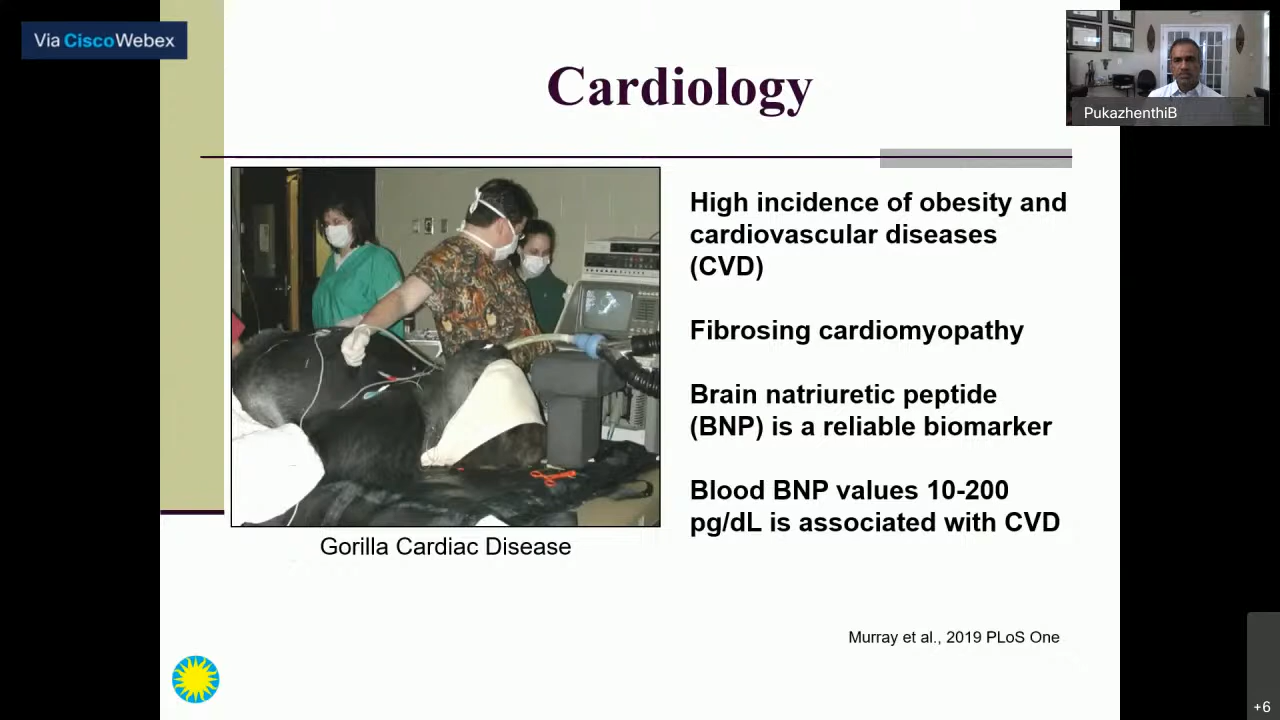 Via CiscoWebex
Cardiology
PukazhenthiB
High incidence of obesity and
cardiovascular diseases
(CVD)
Fibrosing cardiomyopathy
Brain natriuretic peptide
(BNP) is a reliable biomarker
Blood BNP values 10-200
pg/dL is associated with CVD
Gorilla Cardiac Disease
Murray et al., 2019 PLoS One
+6